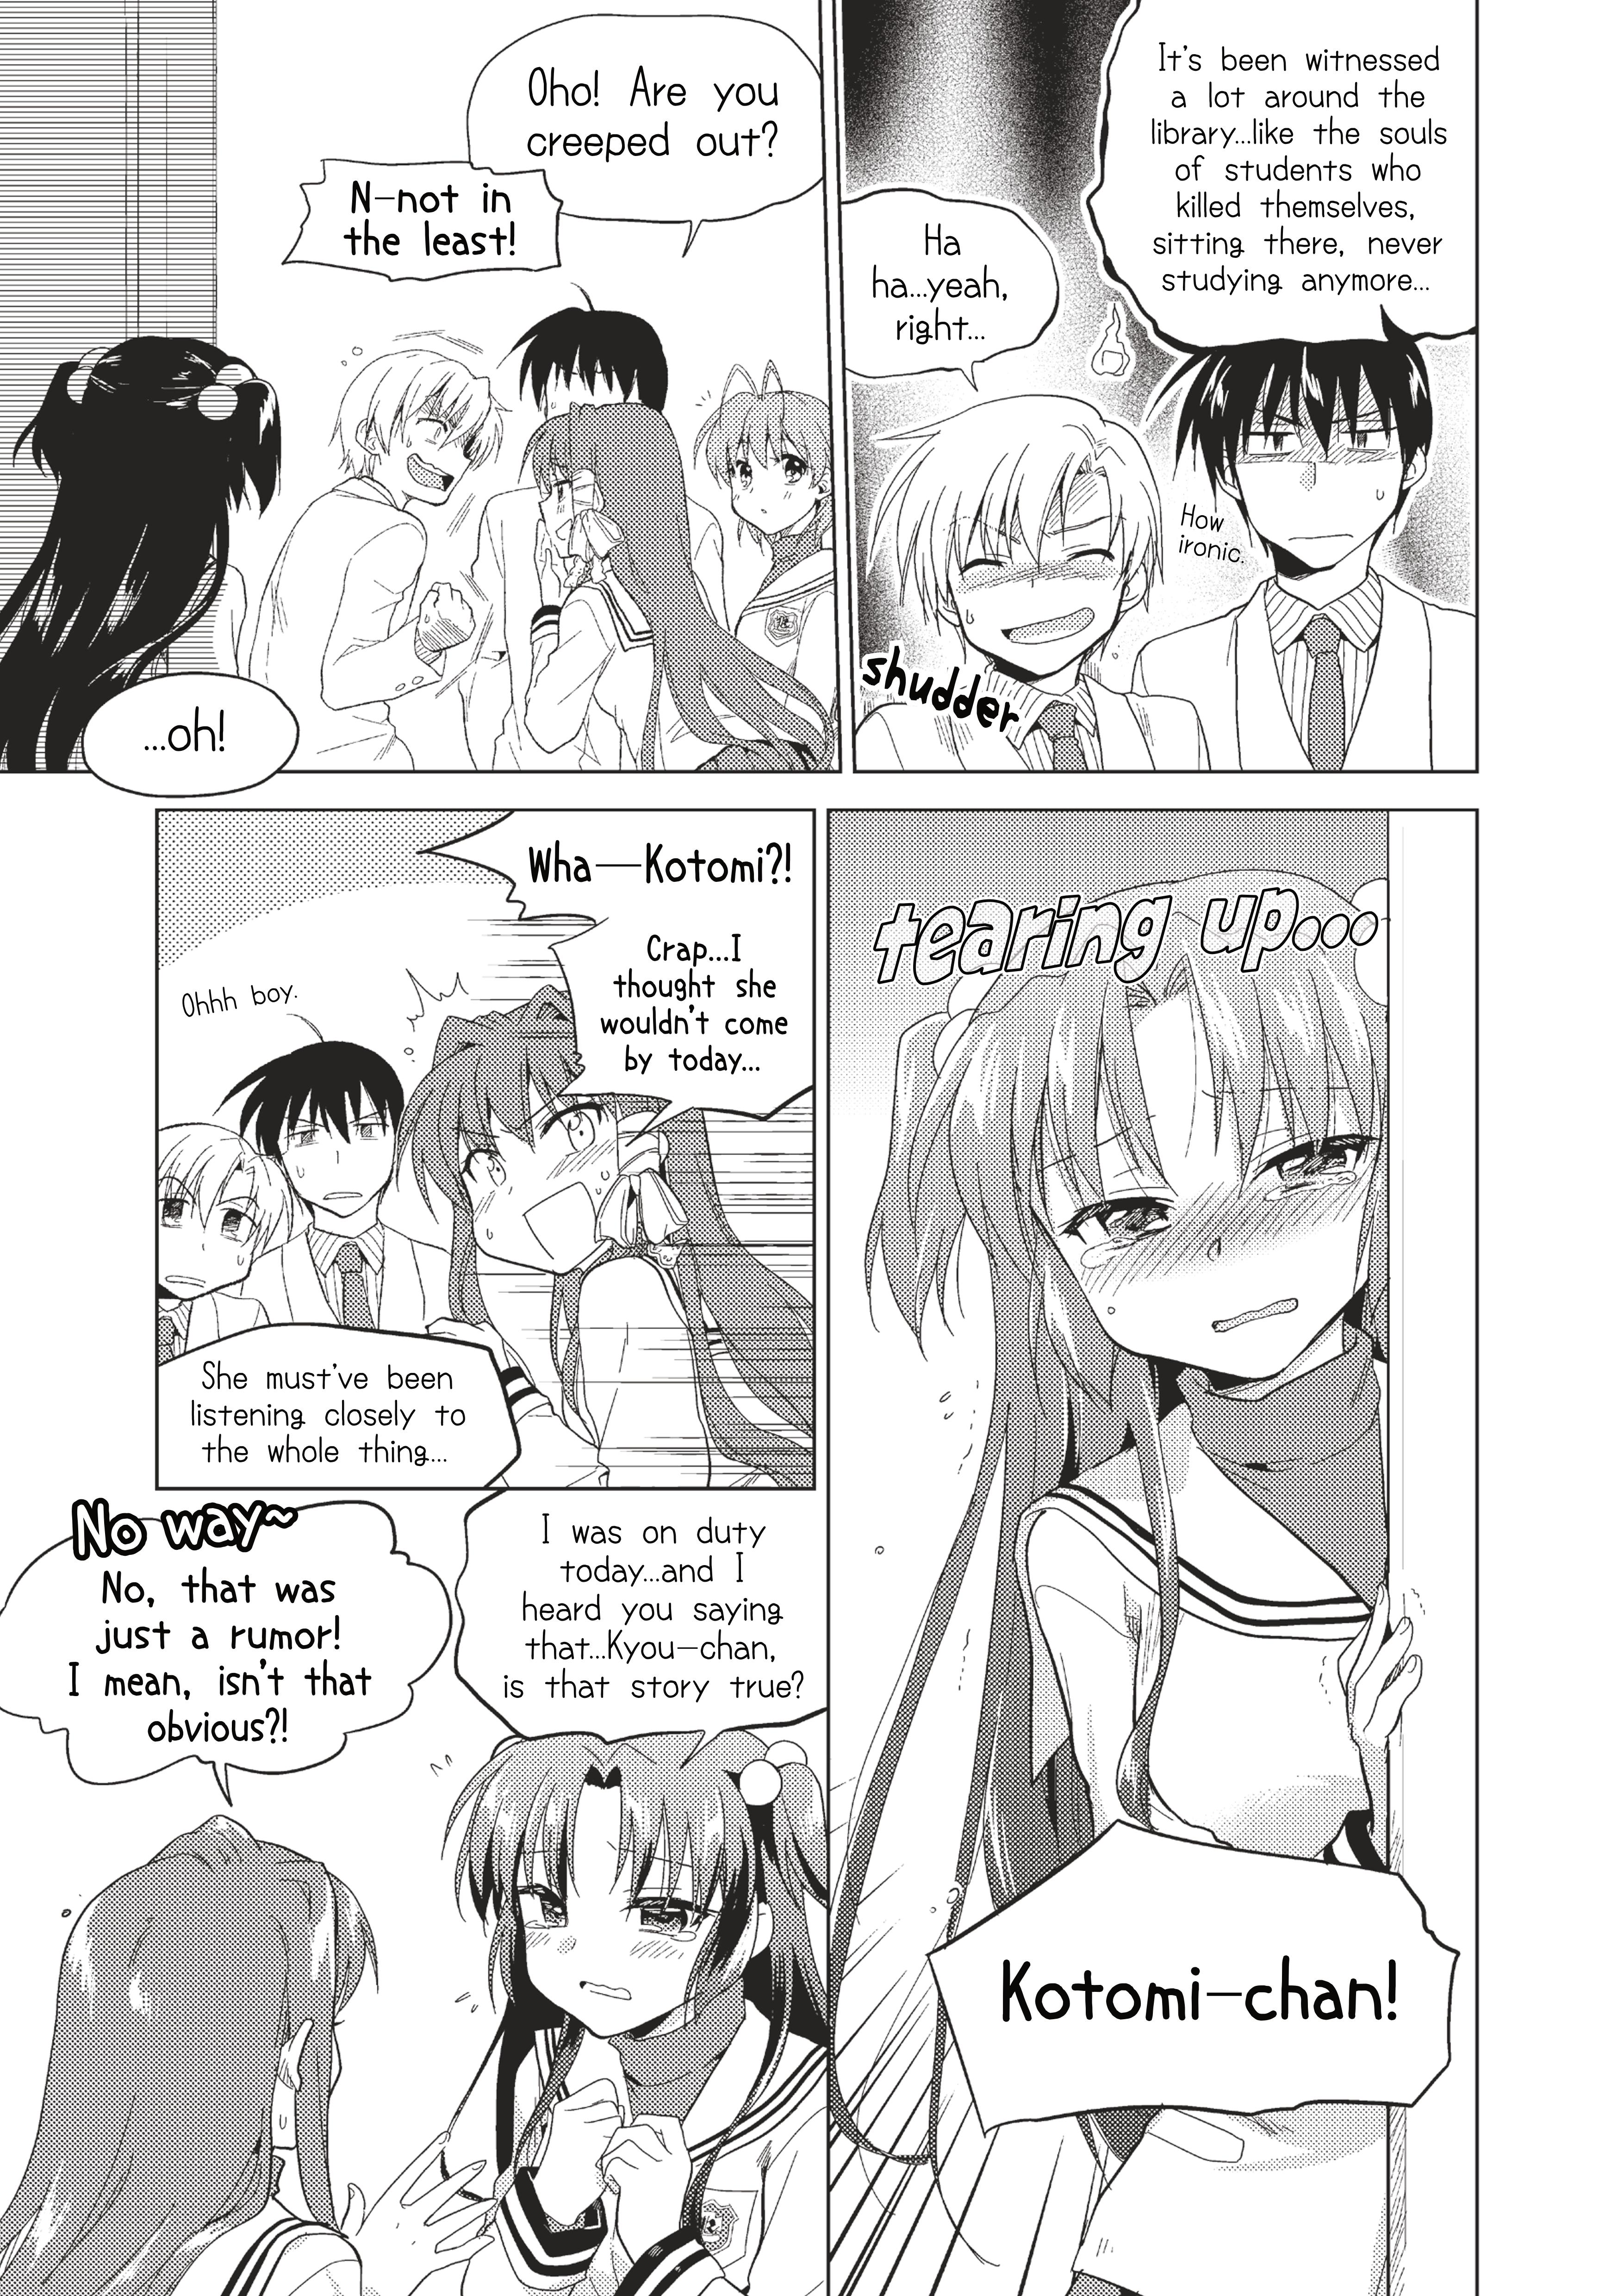 It's been witnessed
a lot around the
library...like the souls
of students who
killed themselves,
sitting there, never
studying anymore...
Ha
ha...yeah,
right...
How
ironic.
shudder
Oho! Are you
creeped out?
N-not in
the least!
...oh!
tearing up...
Kotomi-chan!
Wha—Kotomi?!
Crap...I
thought she
wouldn't come
by today...
Ohhh boy.
She must've been
listening closely to
the whole thing...
I was on duty
today...and I
heard you saying
that...Kyou-chan,
is that story true?
No way~
No, that was
just a rumor!
I mean, isn't that
obvious?!